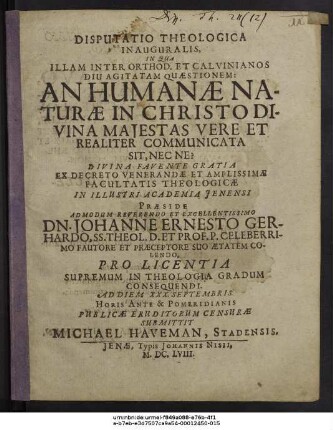 DISPUTATIO THEOLOGICA
INAUGURALIS,
IN QUA
ILLAM INTER ORTHOD. ET CALVINIANOS
DIU AGITATAM QUÆSTIONEM:
AN HUMANÆ NA-
TURÆ IN CHRISTO DI-
VINA MAJESTAS VERE ET
REALITER COMMUNICATA
SIT, NEC NE?
DIVINA FAVENTE GRATIA
EX DECRETO VENERANDÆ ET AMPLISSIMÆ
FACULTATIS THEOLOGICÆ
IN ILLUSTRI ACADEMIA JENENSI
PRÆSIDE
ADMODUM REVERENDO ET EXCELLENTISSIMO
DN. JOHANNE ERNESTO GER-
HARDO, SS. THEOL. D. ET PROF. P. CELEBERRI-
MO FAUTORE ET PRÆCEPTORE SUO ÆTATEM CO-
LENDO,
PRO LICENTIA
SUPREMUM IN THEOLOGIA GRADUM
CONSEQUENDI,
AD DIEM XXX. SEPTEMBRIS
HORIS ANTE & POMERIDIANIS
PUBLICÆ ERUDITORUM CENSURÆ
SUBMITTIT
MICHAEL HAVEMAN, STADENSIS,
JENÆ, Typis JOHANNIS NISII,
M. DC. LVIII.